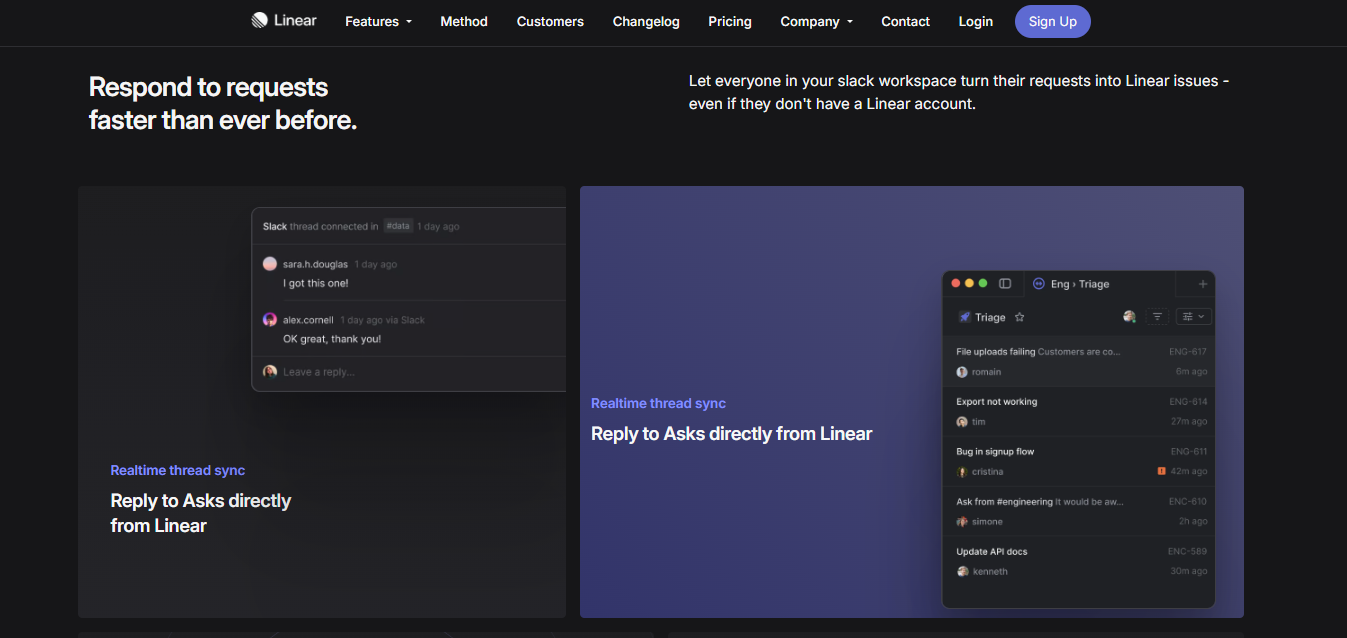 Linear
Features
Method
Customers
Changelog
Pricing
Company
Contact
Login
Sign Up
Respond to requests
faster than ever before.
Let everyone in your slack workspace turn their requests into Linear issues -
even if they don't have a Linear account.
Slack thread connected in #data 1 day ago
sara.h.douglas 1 day ago
I got this one!
alex.cornell 1 day ago via Slack
OK great, thank you!
Leave a reply...
Realtime thread sync
Reply to Asks directly
from Linear
Realtime thread sync
Reply to Asks directly from Linear
Eng › Triage
Triage
File uploads failing Customers are co... ENG-617
romain 6m ago
Export not working ENG-614
tim 27m ago
Bug in signup flow ENG-611
cristina 42m ago
Ask from #engineering It would be aw... ENC-610
simone 2h ago
Update API docs ENC-589
kenneth 30m ago